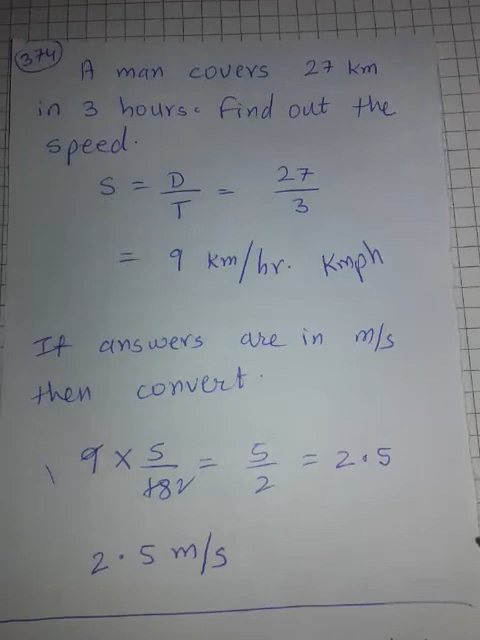 374
A man covers 27 km
in 3 hours. Find out the
speed.
S = D/T = 27/3
= 9 km/hr. Kmph
If answers are in m/s
then convert.
9 × 5/18 2 = 5/2 = 2.5
2.5 m/s